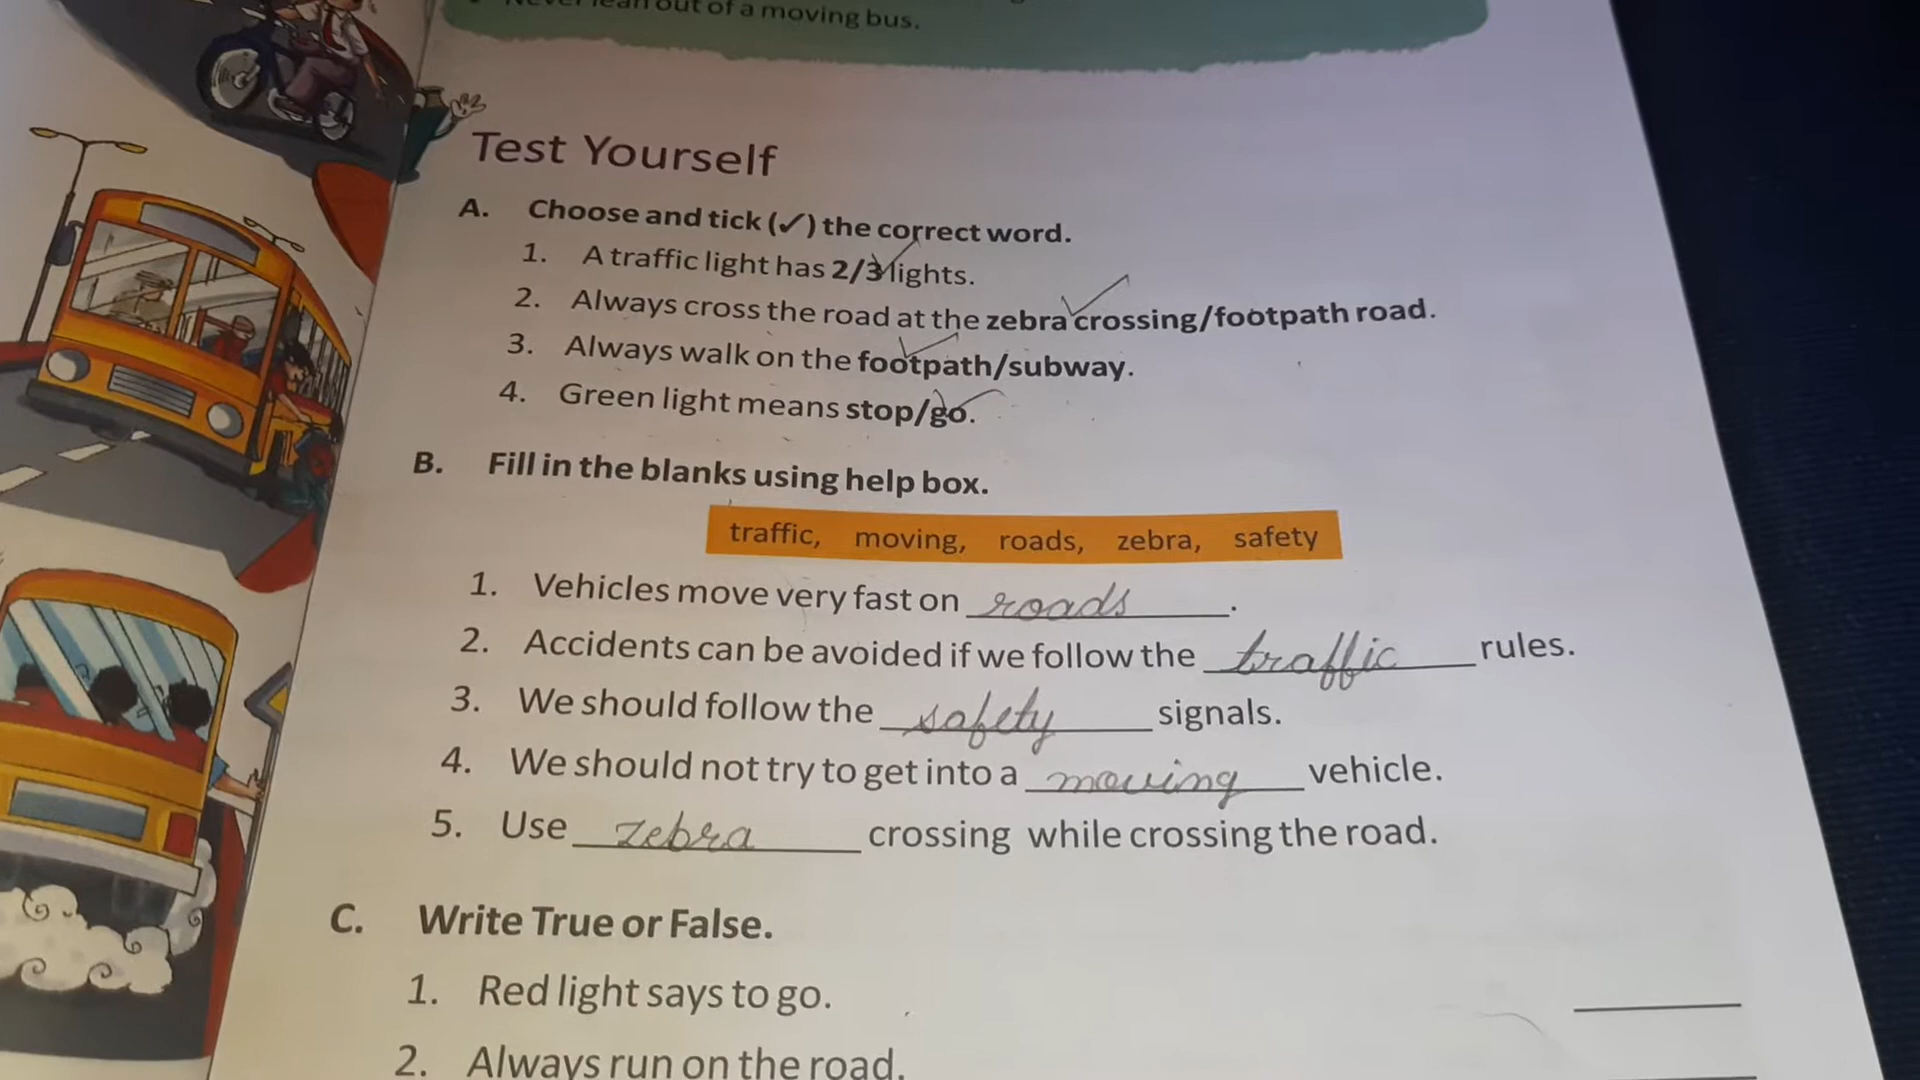 out of a moving bus.
Test Yourself
A. Choose and tick (✓) the correct word.
1. A traffic light has 2/3 lights.
2. Always cross the road at the zebra crossing/footpath road.
3. Always walk on the footpath/subway.
4. Green light means stop/go.
B. Fill in the blanks using help box.
traffic, moving, roads, zebra, safety
1. Vehicles move very fast on roads.
2. Accidents can be avoided if we follow the traffic rules.
3. We should follow the safety signals.
4. We should not try to get into a moving vehicle.
5. Use zebra crossing while crossing the road.
C. Write True or False.
1. Red light says to go.
2. Always run on the road.